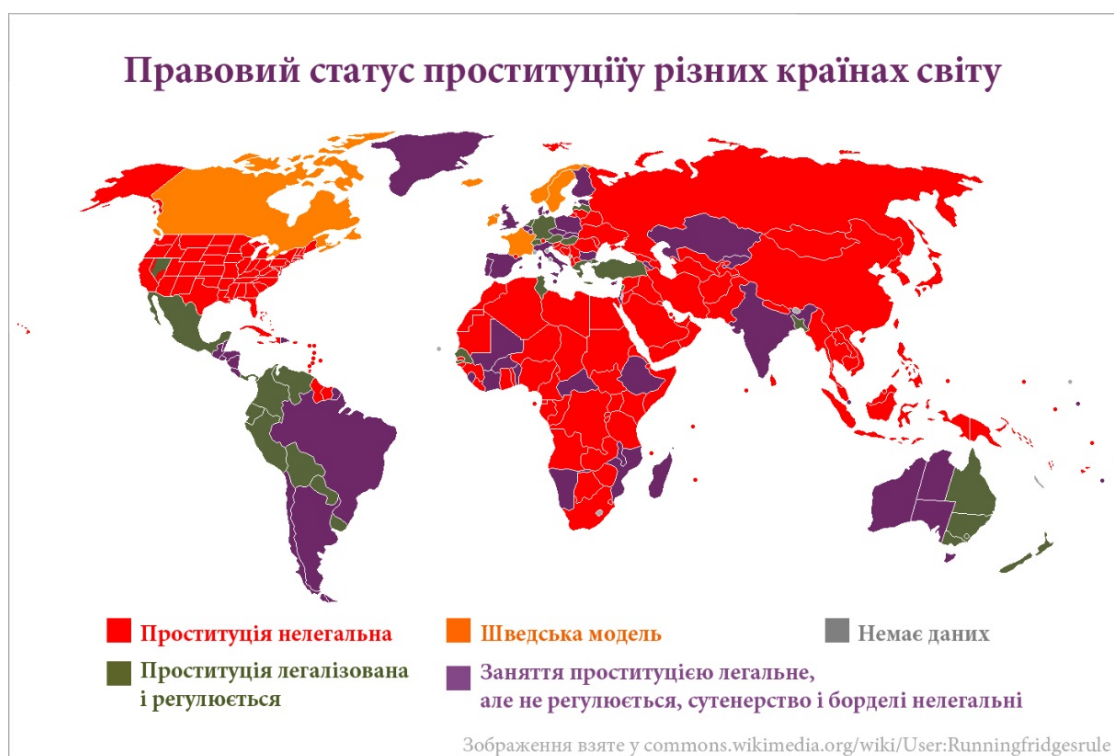 Правовий статус проституціїу різних країнах світу
Проституція нелегальна
Шведська модель
Немає даних
Проституція легалізована
і регулюється
Заняття проституцією легальне,
але не регулюється, сутенерство і борделі нелегальні
Зображення взяте у commons.wikimedia.org/wiki/User:Runningfridgesrule